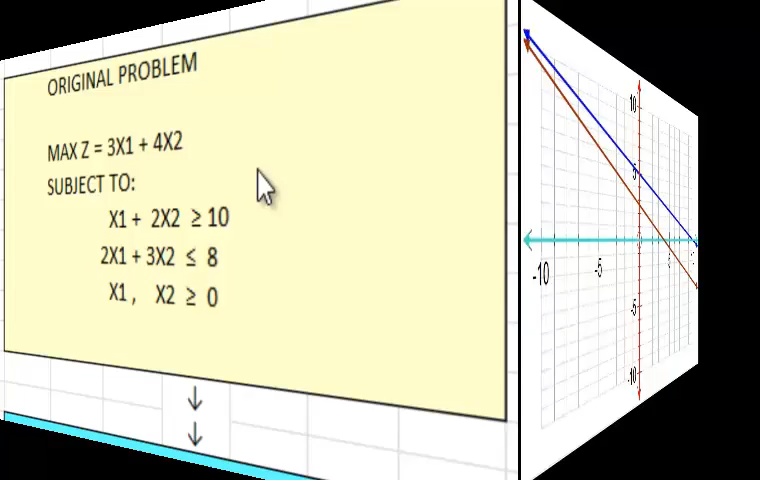 ORIGINAL PROBLEM
MAX Z = 3X1 + 4X2
SUBJECT TO:
X1 + 2X2 ≥ 10
2X1 + 3X2 ≤ 8
X1 , X2 ≥ 0
10
5
-10
-5
-5
-10